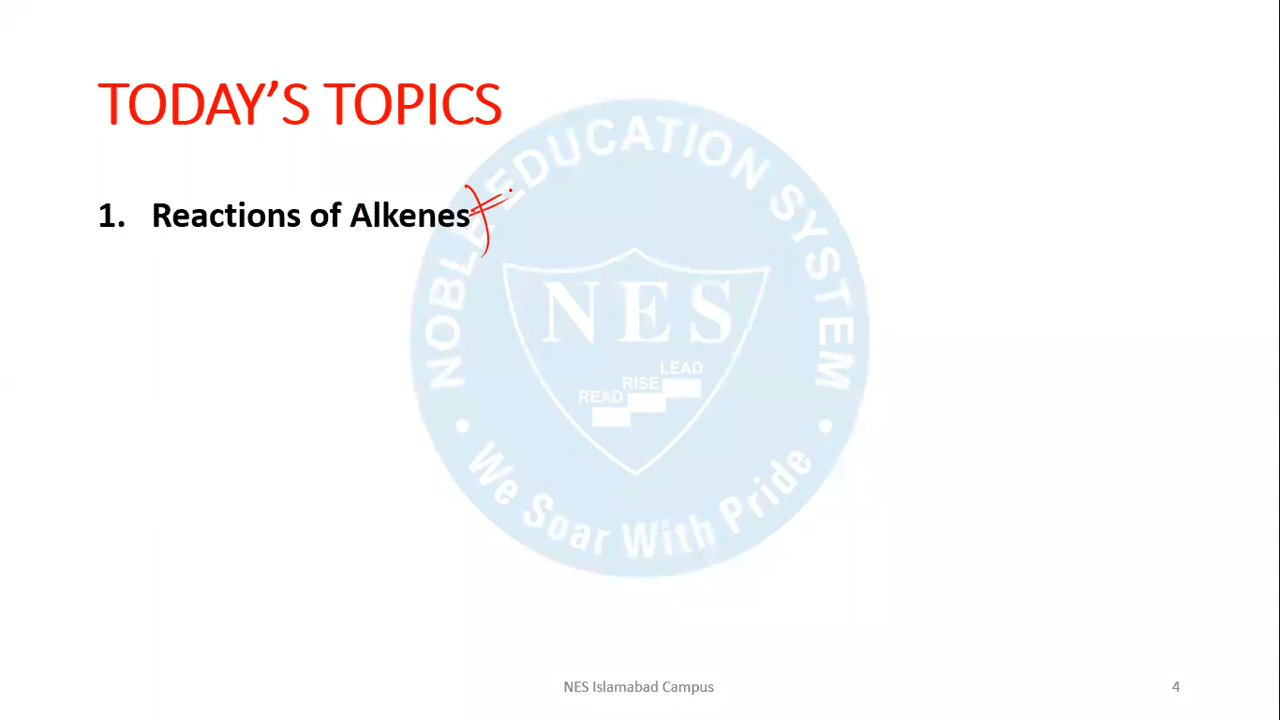 TODAY’S TOPICS
1. Reactions of Alkenes
NOBLE EDUCATION SYSTEM
NES
LEAD
RISE
READ
• We Soar With Pride •
NES Islamabad Campus
4